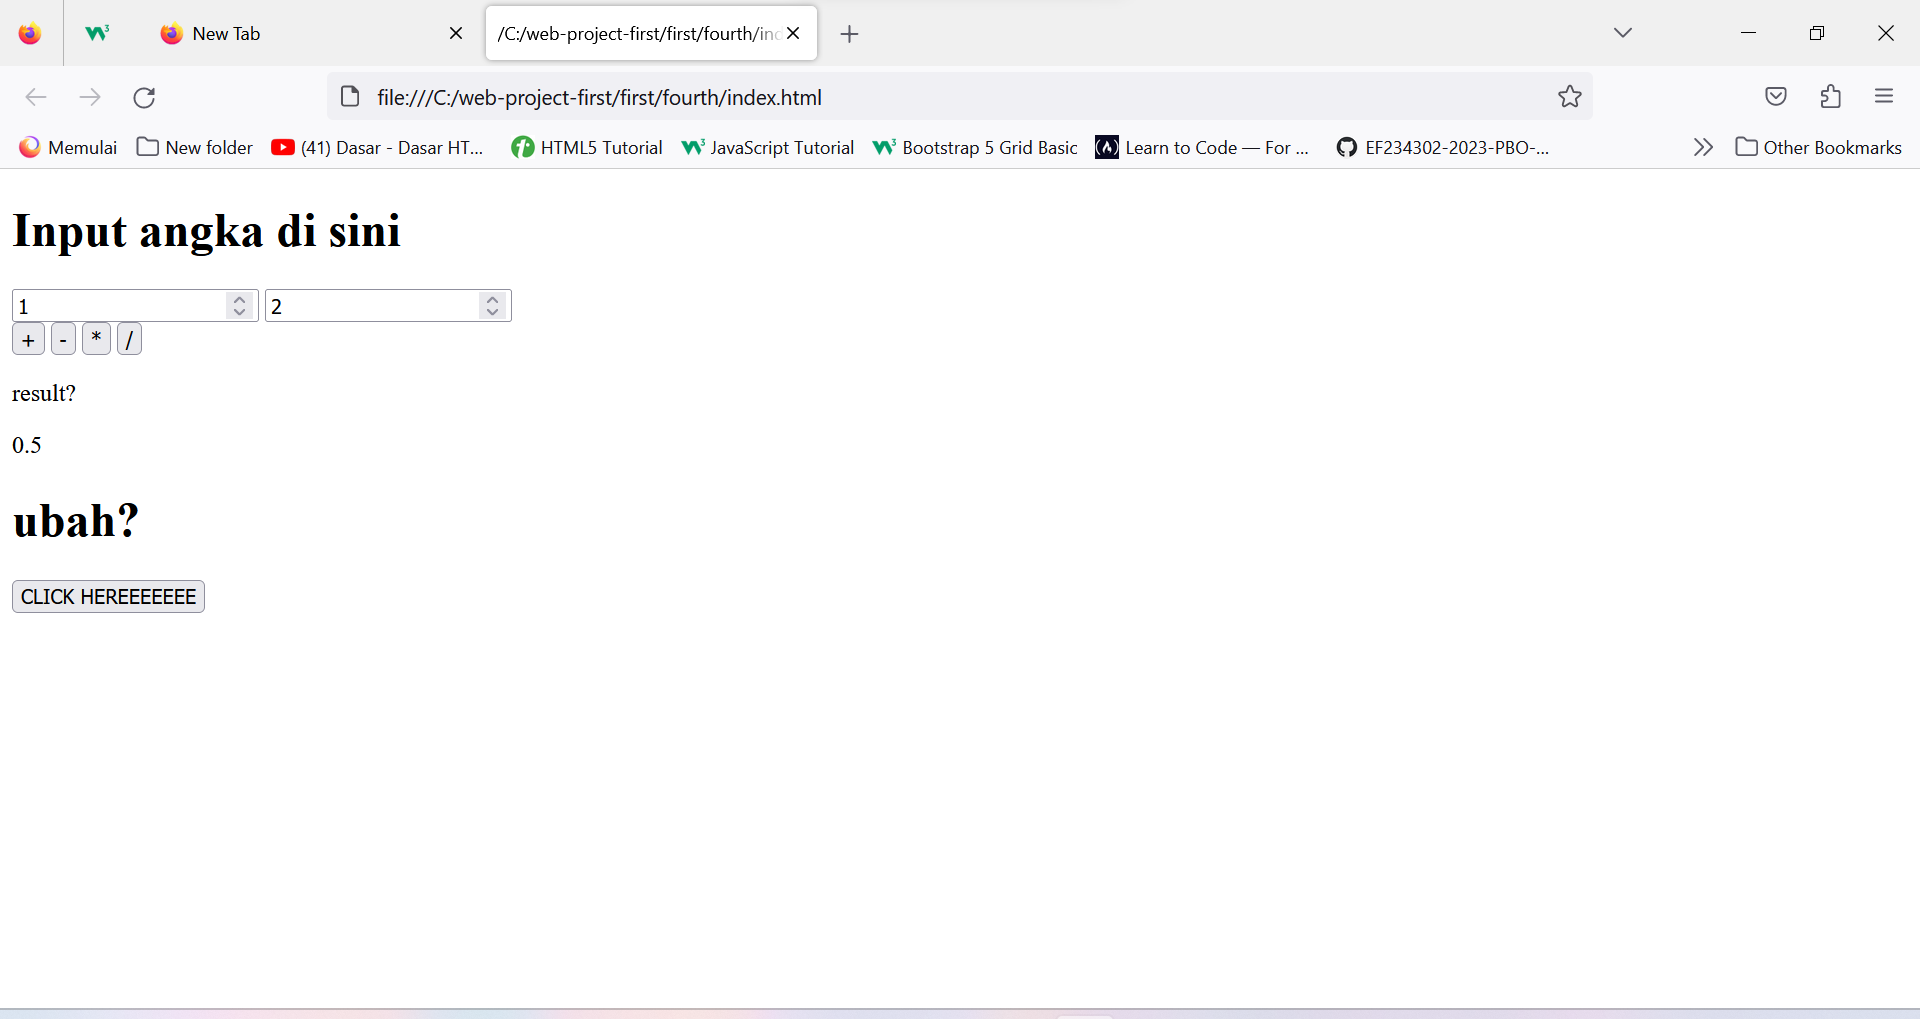 New Tab
/C:/web-project-first/first/fourth/ind
file:///C:/web-project-first/first/fourth/index.html
Memulai New folder (41) Dasar - Dasar HT... HTML5 Tutorial JavaScript Tutorial Bootstrap 5 Grid Basic Learn to Code — For ... EF234302-2023-PBO-... Other Bookmarks
Input angka di sini
1 2
+ - * /
result?
0.5
ubah?
CLICK HEREEEEEEE